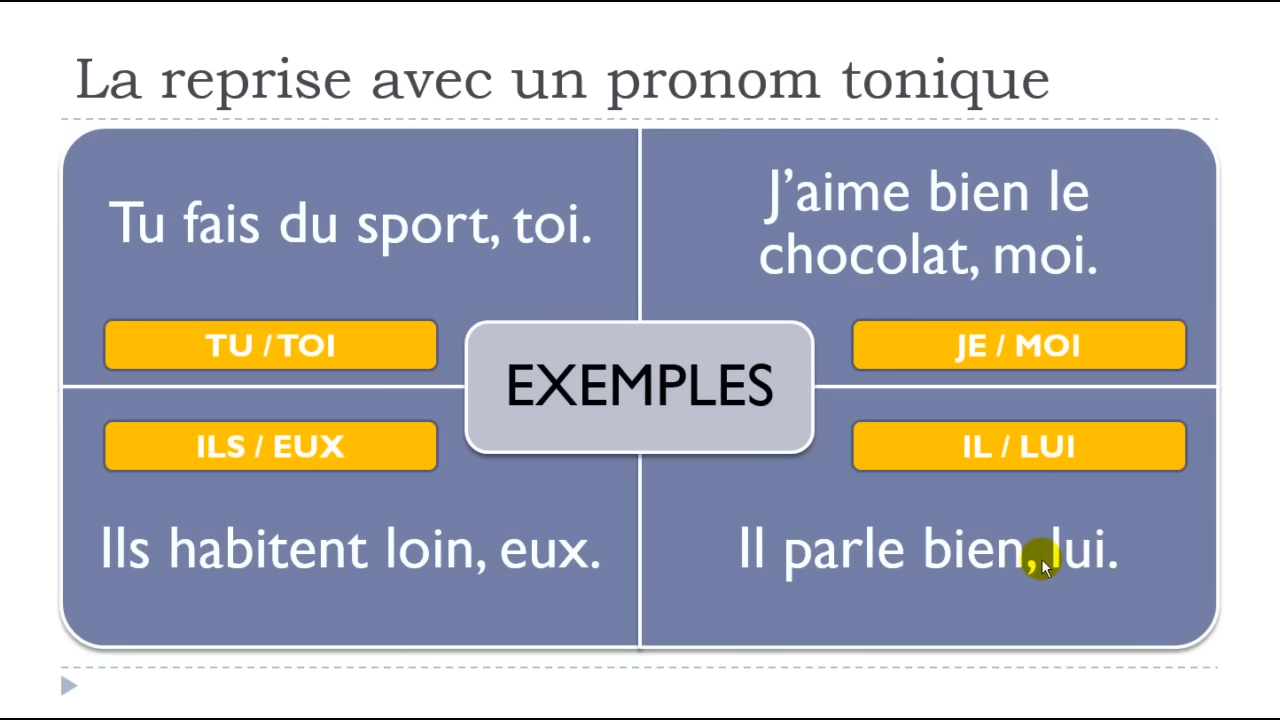 La reprise avec un pronom tonique
Tu fais du sport, toi.
J’aime bien le
chocolat, moi.
TU / TOI
JE / MOI
EXEMPLES
ILS / EUX
IL / LUI
Ils habitent loin, eux.
Il parle bien, lui.